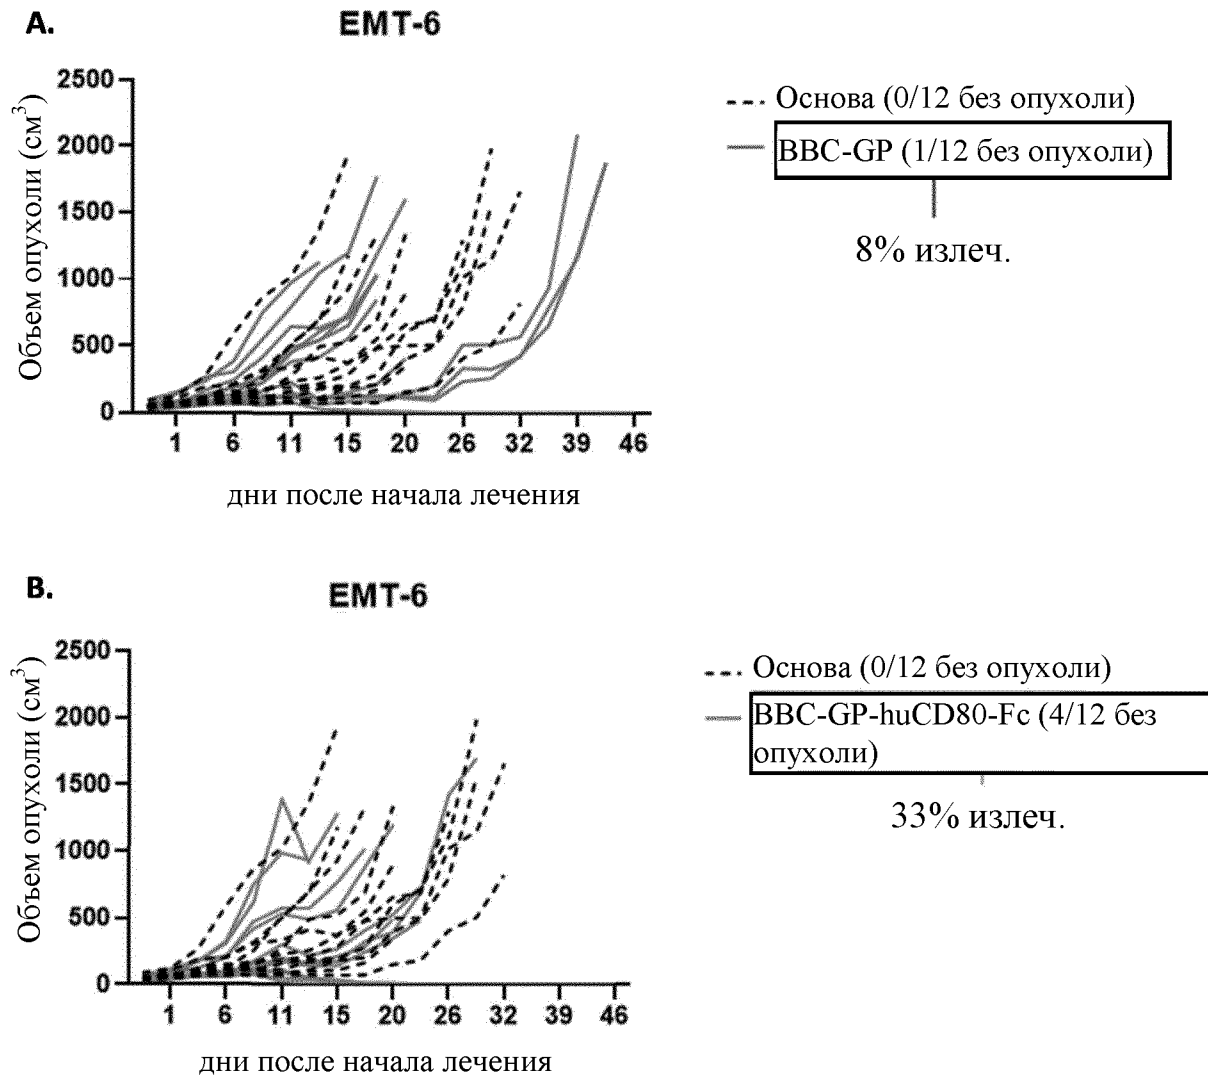 A.
EMT-6
2500
2000
1500
1000
500
0
Объем опухоли (см³)
1 6 11 15 20 26 32 39 46
дни после начала лечения
Основа (0/12 без опухоли)
BBC-GP (1/12 без опухоли)
8% излеч.
B.
EMT-6
2500
2000
1500
1000
500
0
Объем опухоли (см³)
1 6 11 15 20 26 32 39 46
дни после начала лечения
Основа (0/12 без опухоли)
BBC-GP-huCD80-Fc (4/12 без
опухоли)
33% излеч.